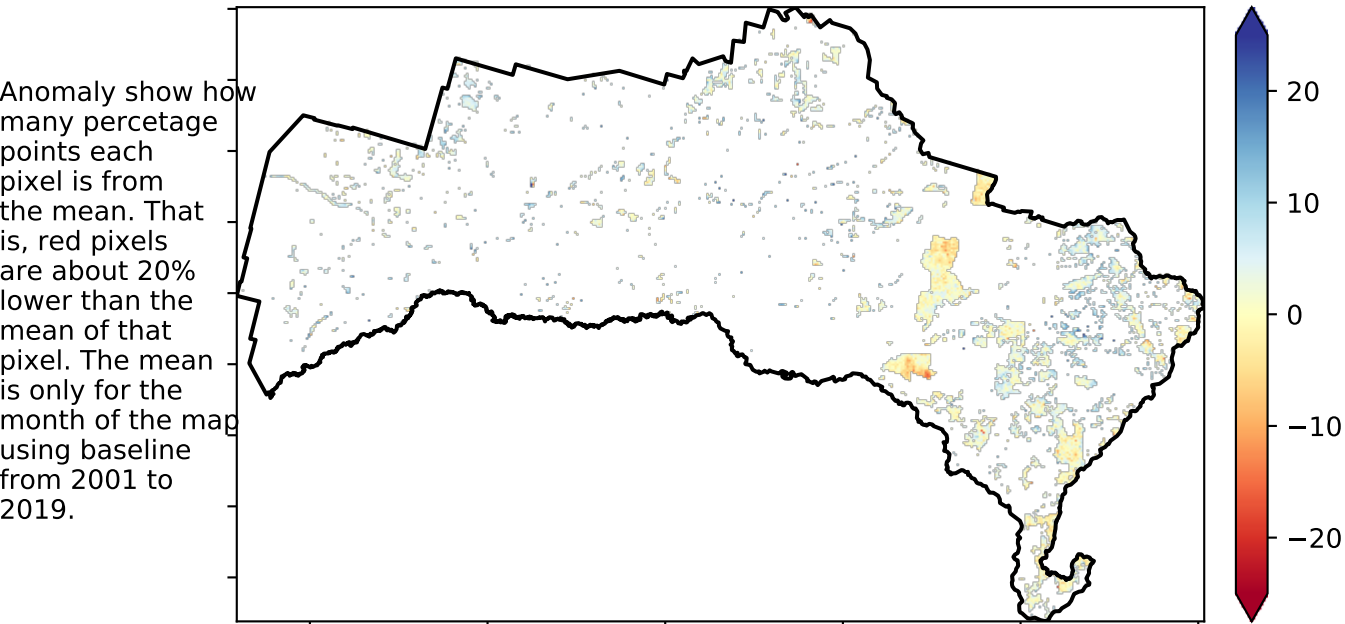 Anomaly show how
many percetage
points each
pixel is from
the mean. That
is, red pixels
are about 20%
lower than the
mean of that
pixel. The mean
is only for the
month of the map
using baseline
from 2001 to
2019.
20
10
0
−10
−20